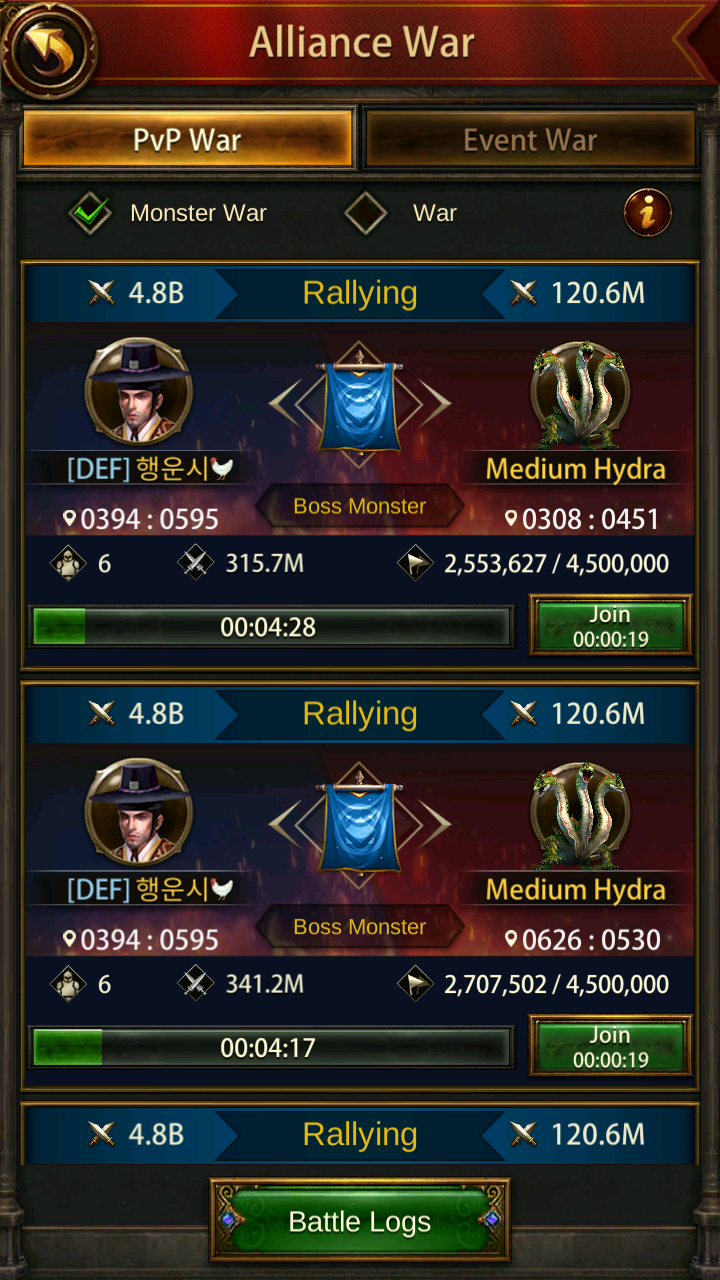 Alliance War
PvP War
Event War
Monster War
War
4.8B
Rallying
120.6M
[DEF] 행운시🐓
Medium Hydra
Boss Monster
0394 : 0595
0308 : 0451
6
315.7M
2,553,627 / 4,500,000
00:04:28
Join
00:00:19
4.8B
Rallying
120.6M
[DEF] 행운시🐓
Medium Hydra
Boss Monster
0394 : 0595
0626 : 0530
6
341.2M
2,707,502 / 4,500,000
00:04:17
Join
00:00:19
4.8B
Rallying
120.6M
Battle Logs